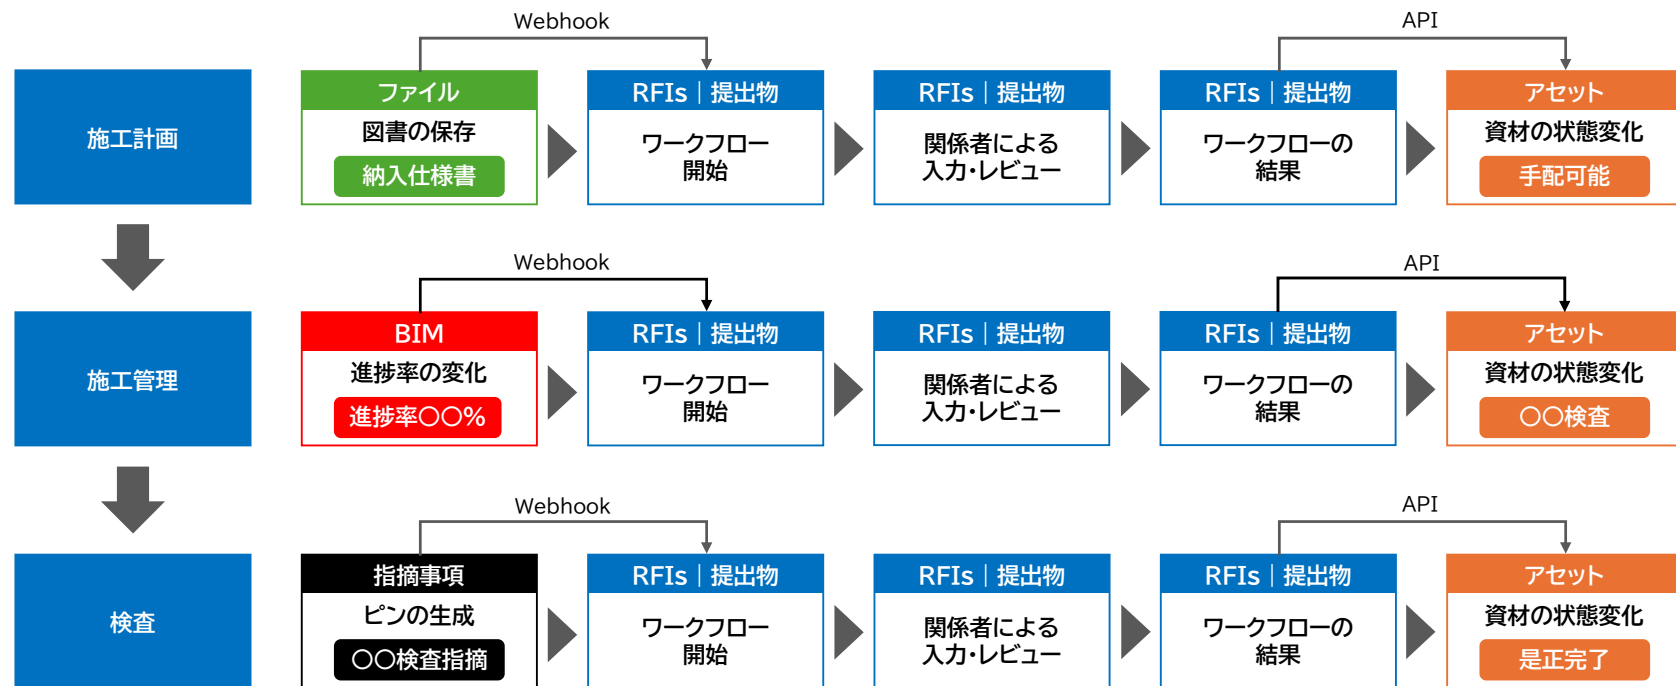 Webhook
API
施工計画
ファイル
図書の保存
納入仕様書
RFIs｜提出物
ワークフロー
開始
RFIs｜提出物
関係者による
入力・レビュー
RFIs｜提出物
ワークフローの
結果
アセット
資材の状態変化
手配可能
Webhook
API
施工管理
BIM
進捗率の変化
進捗率〇〇%
RFIs｜提出物
ワークフロー
開始
RFIs｜提出物
関係者による
入力・レビュー
RFIs｜提出物
ワークフローの
結果
アセット
資材の状態変化
〇〇検査
Webhook
API
検査
指摘事項
ピンの生成
〇〇検査指摘
RFIs｜提出物
ワークフロー
開始
RFIs｜提出物
関係者による
入力・レビュー
RFIs｜提出物
ワークフローの
結果
アセット
資材の状態変化
是正完了